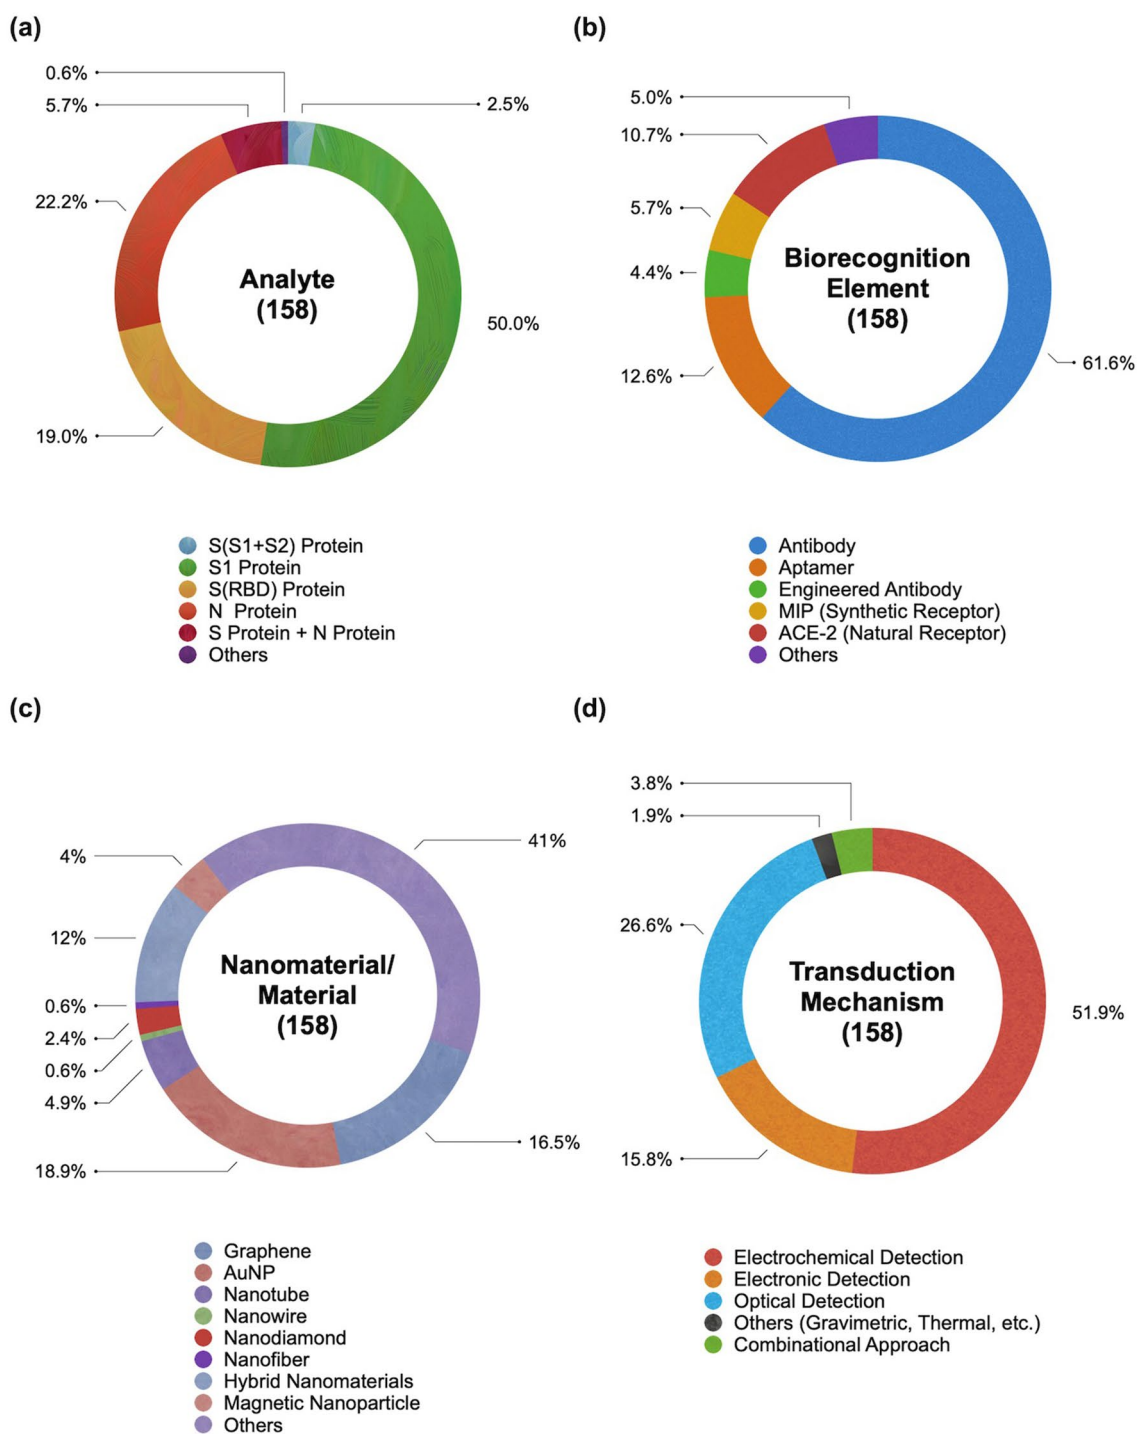 (a)
0.6%
5.7%
2.5%
22.2%
Analyte
(158)
50.0%
19.0%
S(S1+S2) Protein
S1 Protein
S(RBD) Protein
N Protein
S Protein + N Protein
Others
(b)
5.0%
10.7%
5.7%
4.4%
Biorecognition
Element
(158)
61.6%
12.6%
Antibody
Aptamer
Engineered Antibody
MIP (Synthetic Receptor)
ACE-2 (Natural Receptor)
Others
(c)
41%
4%
12%
Nanomaterial/
Material
(158)
0.6%
2.4%
0.6%
4.9%
16.5%
18.9%
Graphene
AuNP
Nanotube
Nanowire
Nanodiamond
Nanofiber
Hybrid Nanomaterials
Magnetic Nanoparticle
Others
(d)
3.8%
1.9%
26.6%
Transduction
Mechanism
(158)
51.9%
15.8%
Electrochemical Detection
Electronic Detection
Optical Detection
Others (Gravimetric, Thermal, etc.)
Combinational Approach